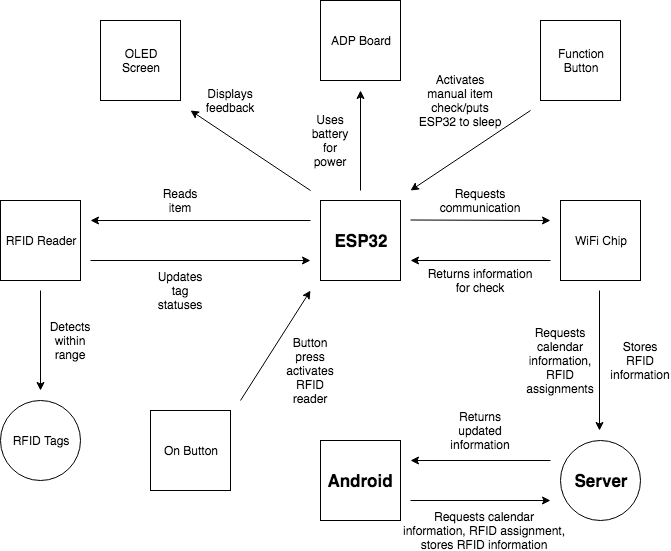 OLED
Screen
ADP Board
Function
Button
Displays
feedback
Uses
battery
for
power
Activates
manual item
check/puts
ESP32 to sleep
Reads
item
Requests
communication
RFID Reader
ESP32
WiFi Chip
Updates
tag
statuses
Returns information
for check
Detects
within
range
Button
press
activates
RFID
reader
Requests
calendar
information,
RFID
assignments
Stores
RFID
information
RFID Tags
On Button
Returns
updated
information
Android
Server
Requests calendar
information, RFID assignment,
stores RFID information